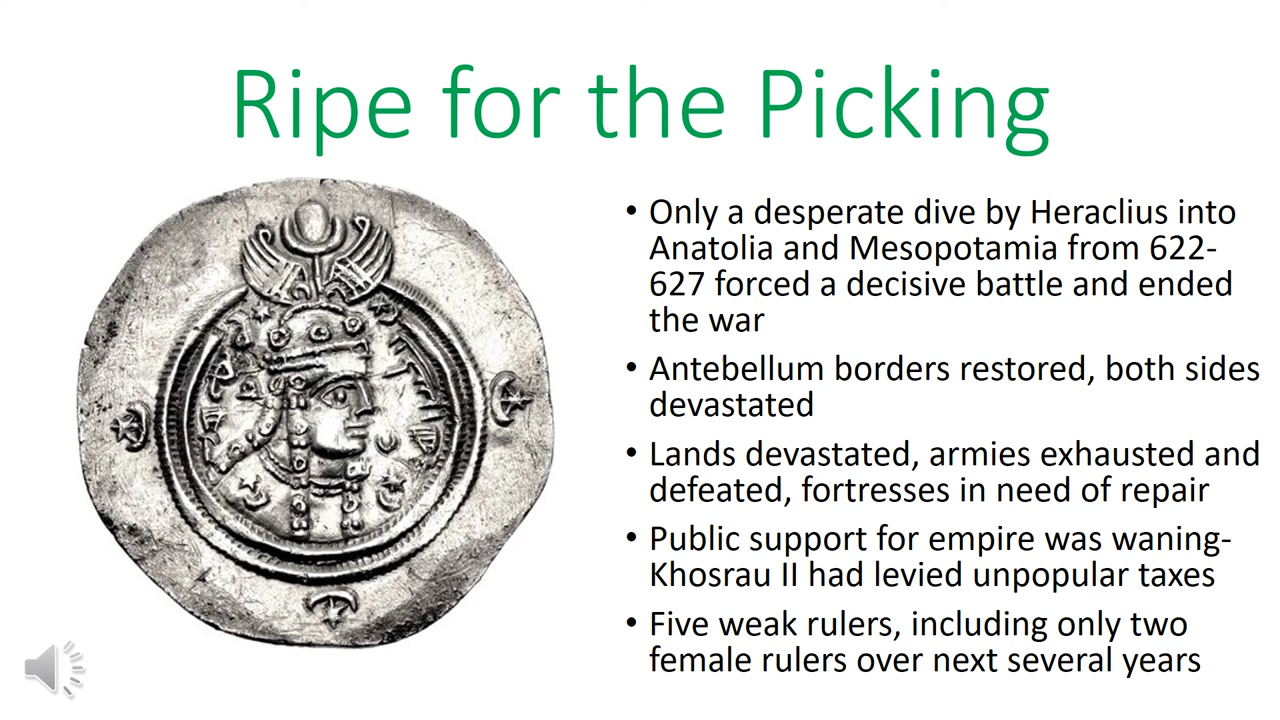 Ripe for the Picking
• Only a desperate dive by Heraclius into
Anatolia and Mesopotamia from 622-
627 forced a decisive battle and ended
the war
• Antebellum borders restored, both sides
devastated
• Lands devastated, armies exhausted and
defeated, fortresses in need of repair
• Public support for empire was waning-
Khosrau II had levied unpopular taxes
• Five weak rulers, including only two
female rulers over next several years